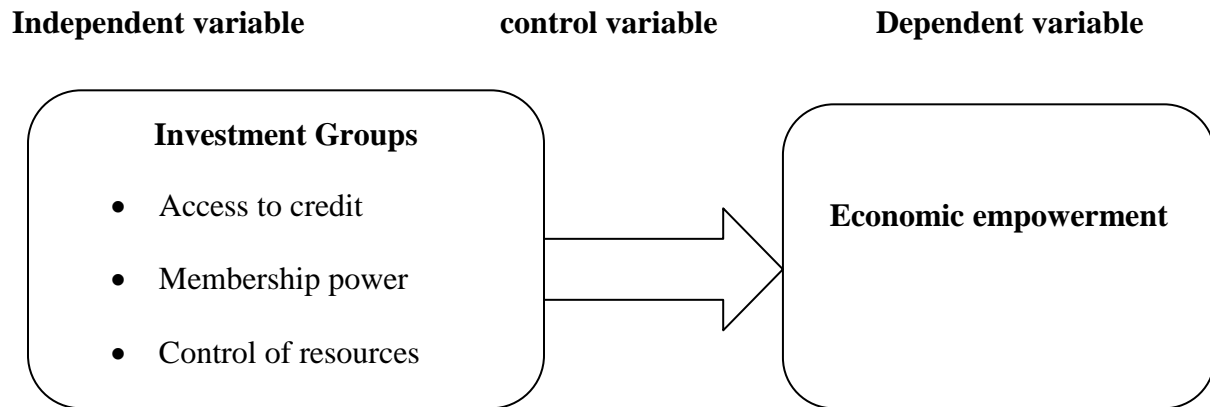 Independent variable control variable Dependent variable
Investment Groups
• Access to credit
• Membership power
• Control of resources
Economic empowerment